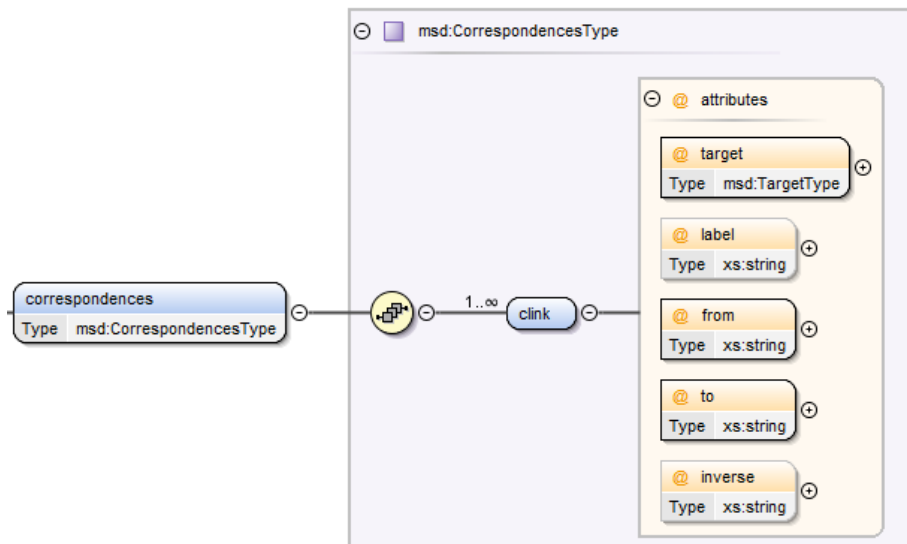 msd:CorrespondencesType
@ attributes
@ target
Type msd:TargetType
@ label
Type xs:string
correspondences
Type msd:CorrespondencesType
1..∞
clink
@ from
Type xs:string
@ to
Type xs:string
@ inverse
Type xs:string